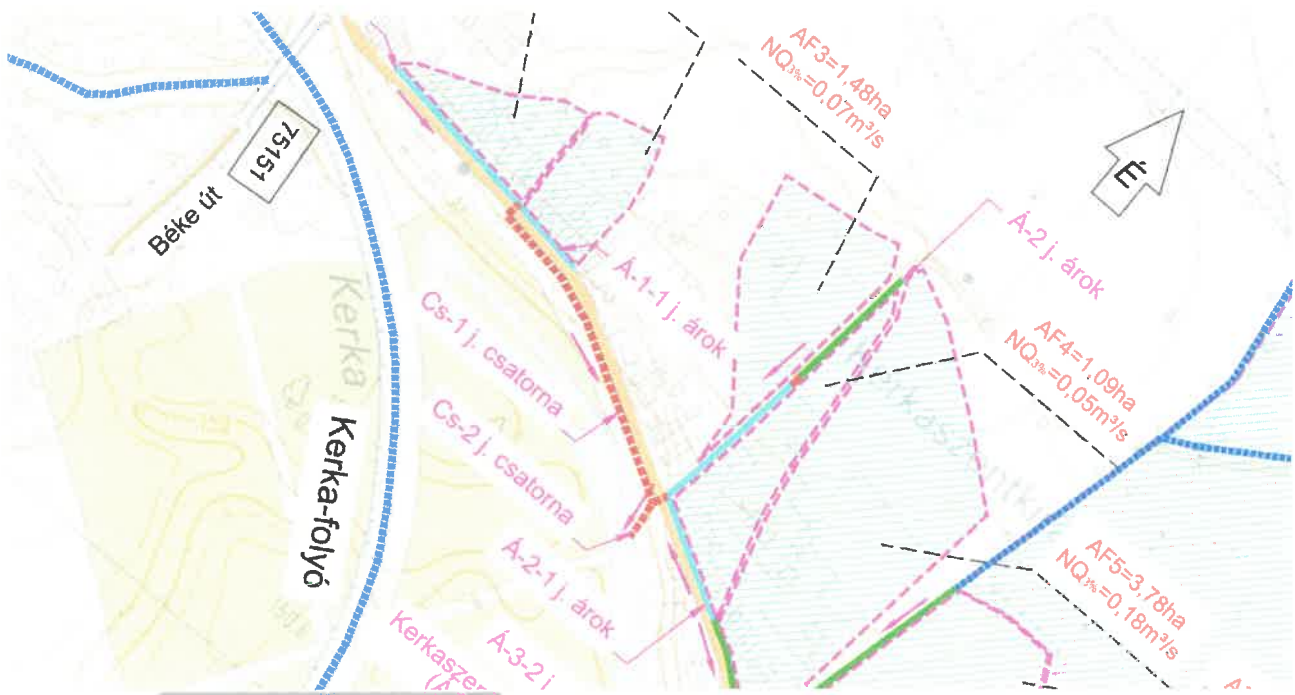 AF3=1,48ha
NQ3%=0,07m³/s
75151
Béke út
É
Á-2 j. árok
Á-1-1 j. árok
Cs-1 j. csatorna
Kerka
Kerka-folyó
AF4=1,09ha
NQ3%=0,05m³/s
Cs-2 j. csatorna
Á-2-1 j. árok
AF5=3,78ha
NQ3%=0,18m³/s
Á-3-2 j